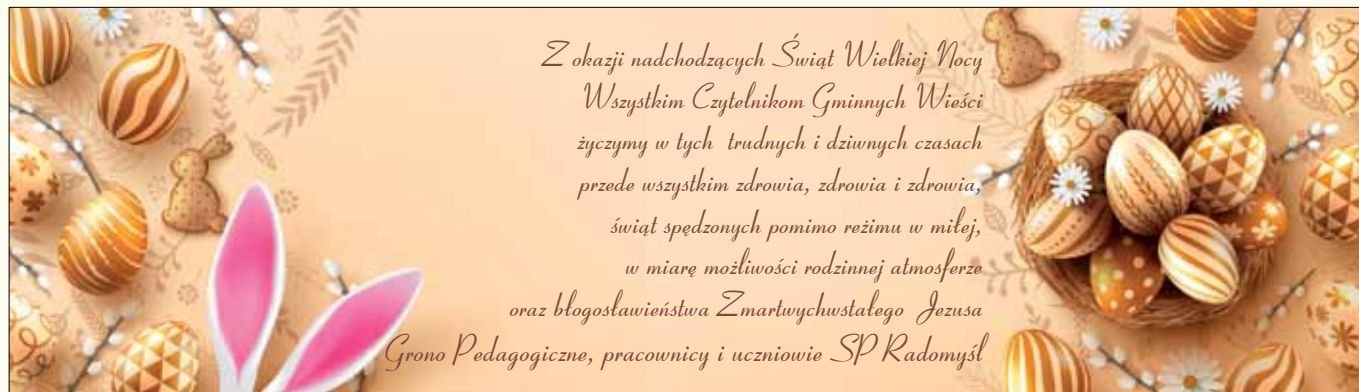 Z okazji nadchodzących Świąt Wielkiej Nocy
Wszystkim Czytelnikom Gminnych Wieści
życzymy w tych trudnych i dziwnych czasach
przede wszystkim zdrowia, zdrowia i zdrowia,
świąt spędzonych pomimo reżimu w miłej,
w miarę możliwości rodzinnej atmosferze
oraz błogosławieństwa Zmartwychwstałego Jezusa
Grono Pedagogiczne, pracownicy i uczniowie SP Radomyśl